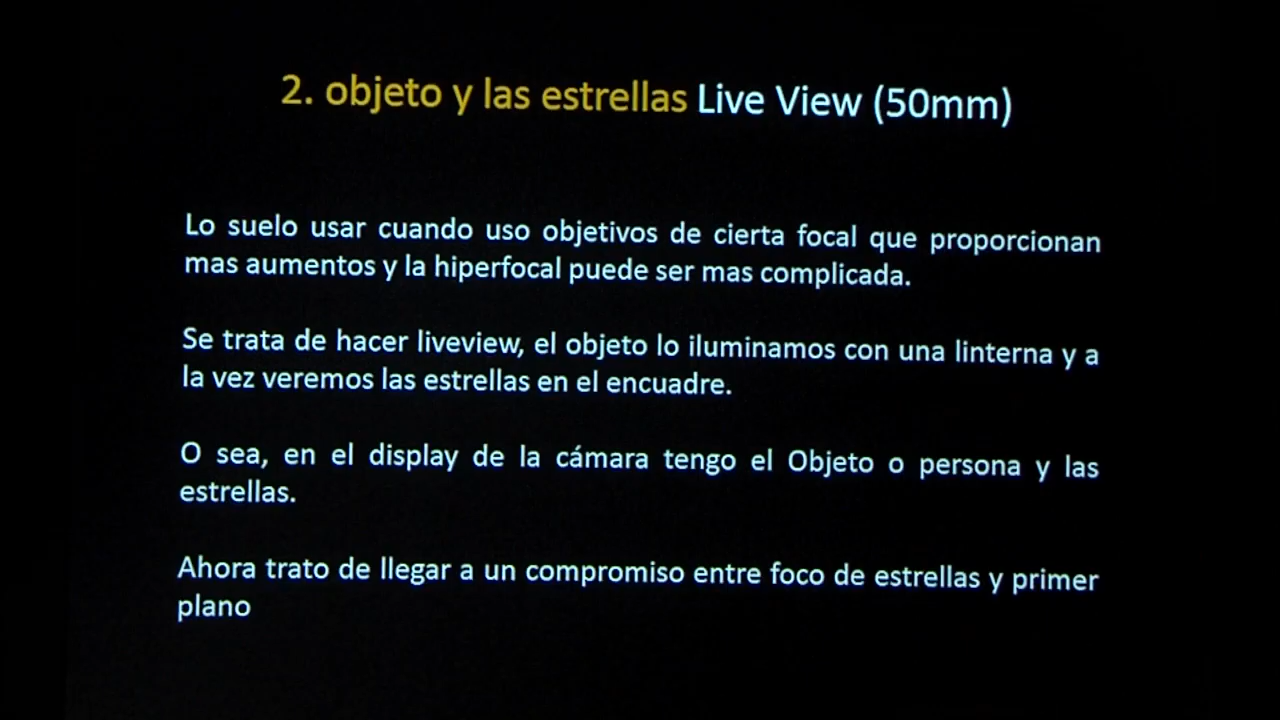 2. objeto y las estrellas Live View (50mm)
Lo suelo usar cuando uso objetivos de cierta focal que proporcionan
mas aumentos y la hiperfocal puede ser mas complicada.
Se trata de hacer liveview, el objeto lo iluminamos con una linterna y a
la vez veremos las estrellas en el encuadre.
O sea, en el display de la cámara tengo el Objeto o persona y las
estrellas.
Ahora trato de llegar a un compromiso entre foco de estrellas y primer
plano